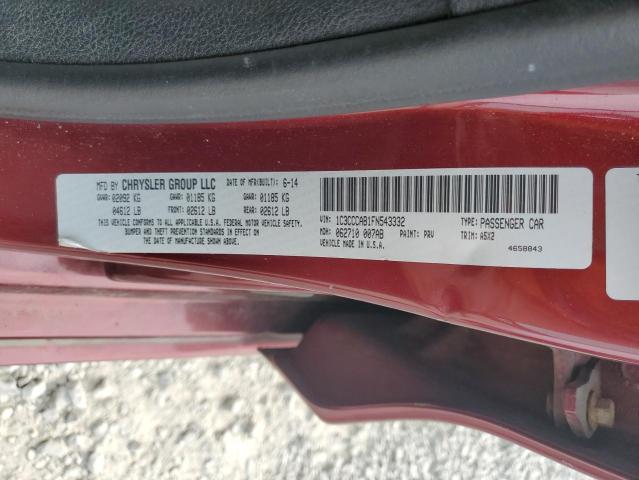 MFD BY CHRYSLER GROUP LLC DATE OF MFR(BUILT): 6-14
GVWR: 02092 KG GAWR: 01185 KG GAWR: 01185 KG
04612 LB FRONT: 02612 LB REAR: 02612 LB
THIS VEHICLE CONFORMS TO ALL APPLICABLE U.S.A. F.MOTOR VEHICLE SAFETY,
BUMPER AND THEFT PREVENTION STANDARDS IN EFFECT ON
THE DATE OF MANUFACTURE SHOWN ABOVE.
VIN: 1C3CCCAB1FN543332 TYPE: PASSENGER CAR
MDH: 062710 007AB PAINT: PRV TRIM: A5X2
VEHICLE MADE IN U.S.A. 4658843